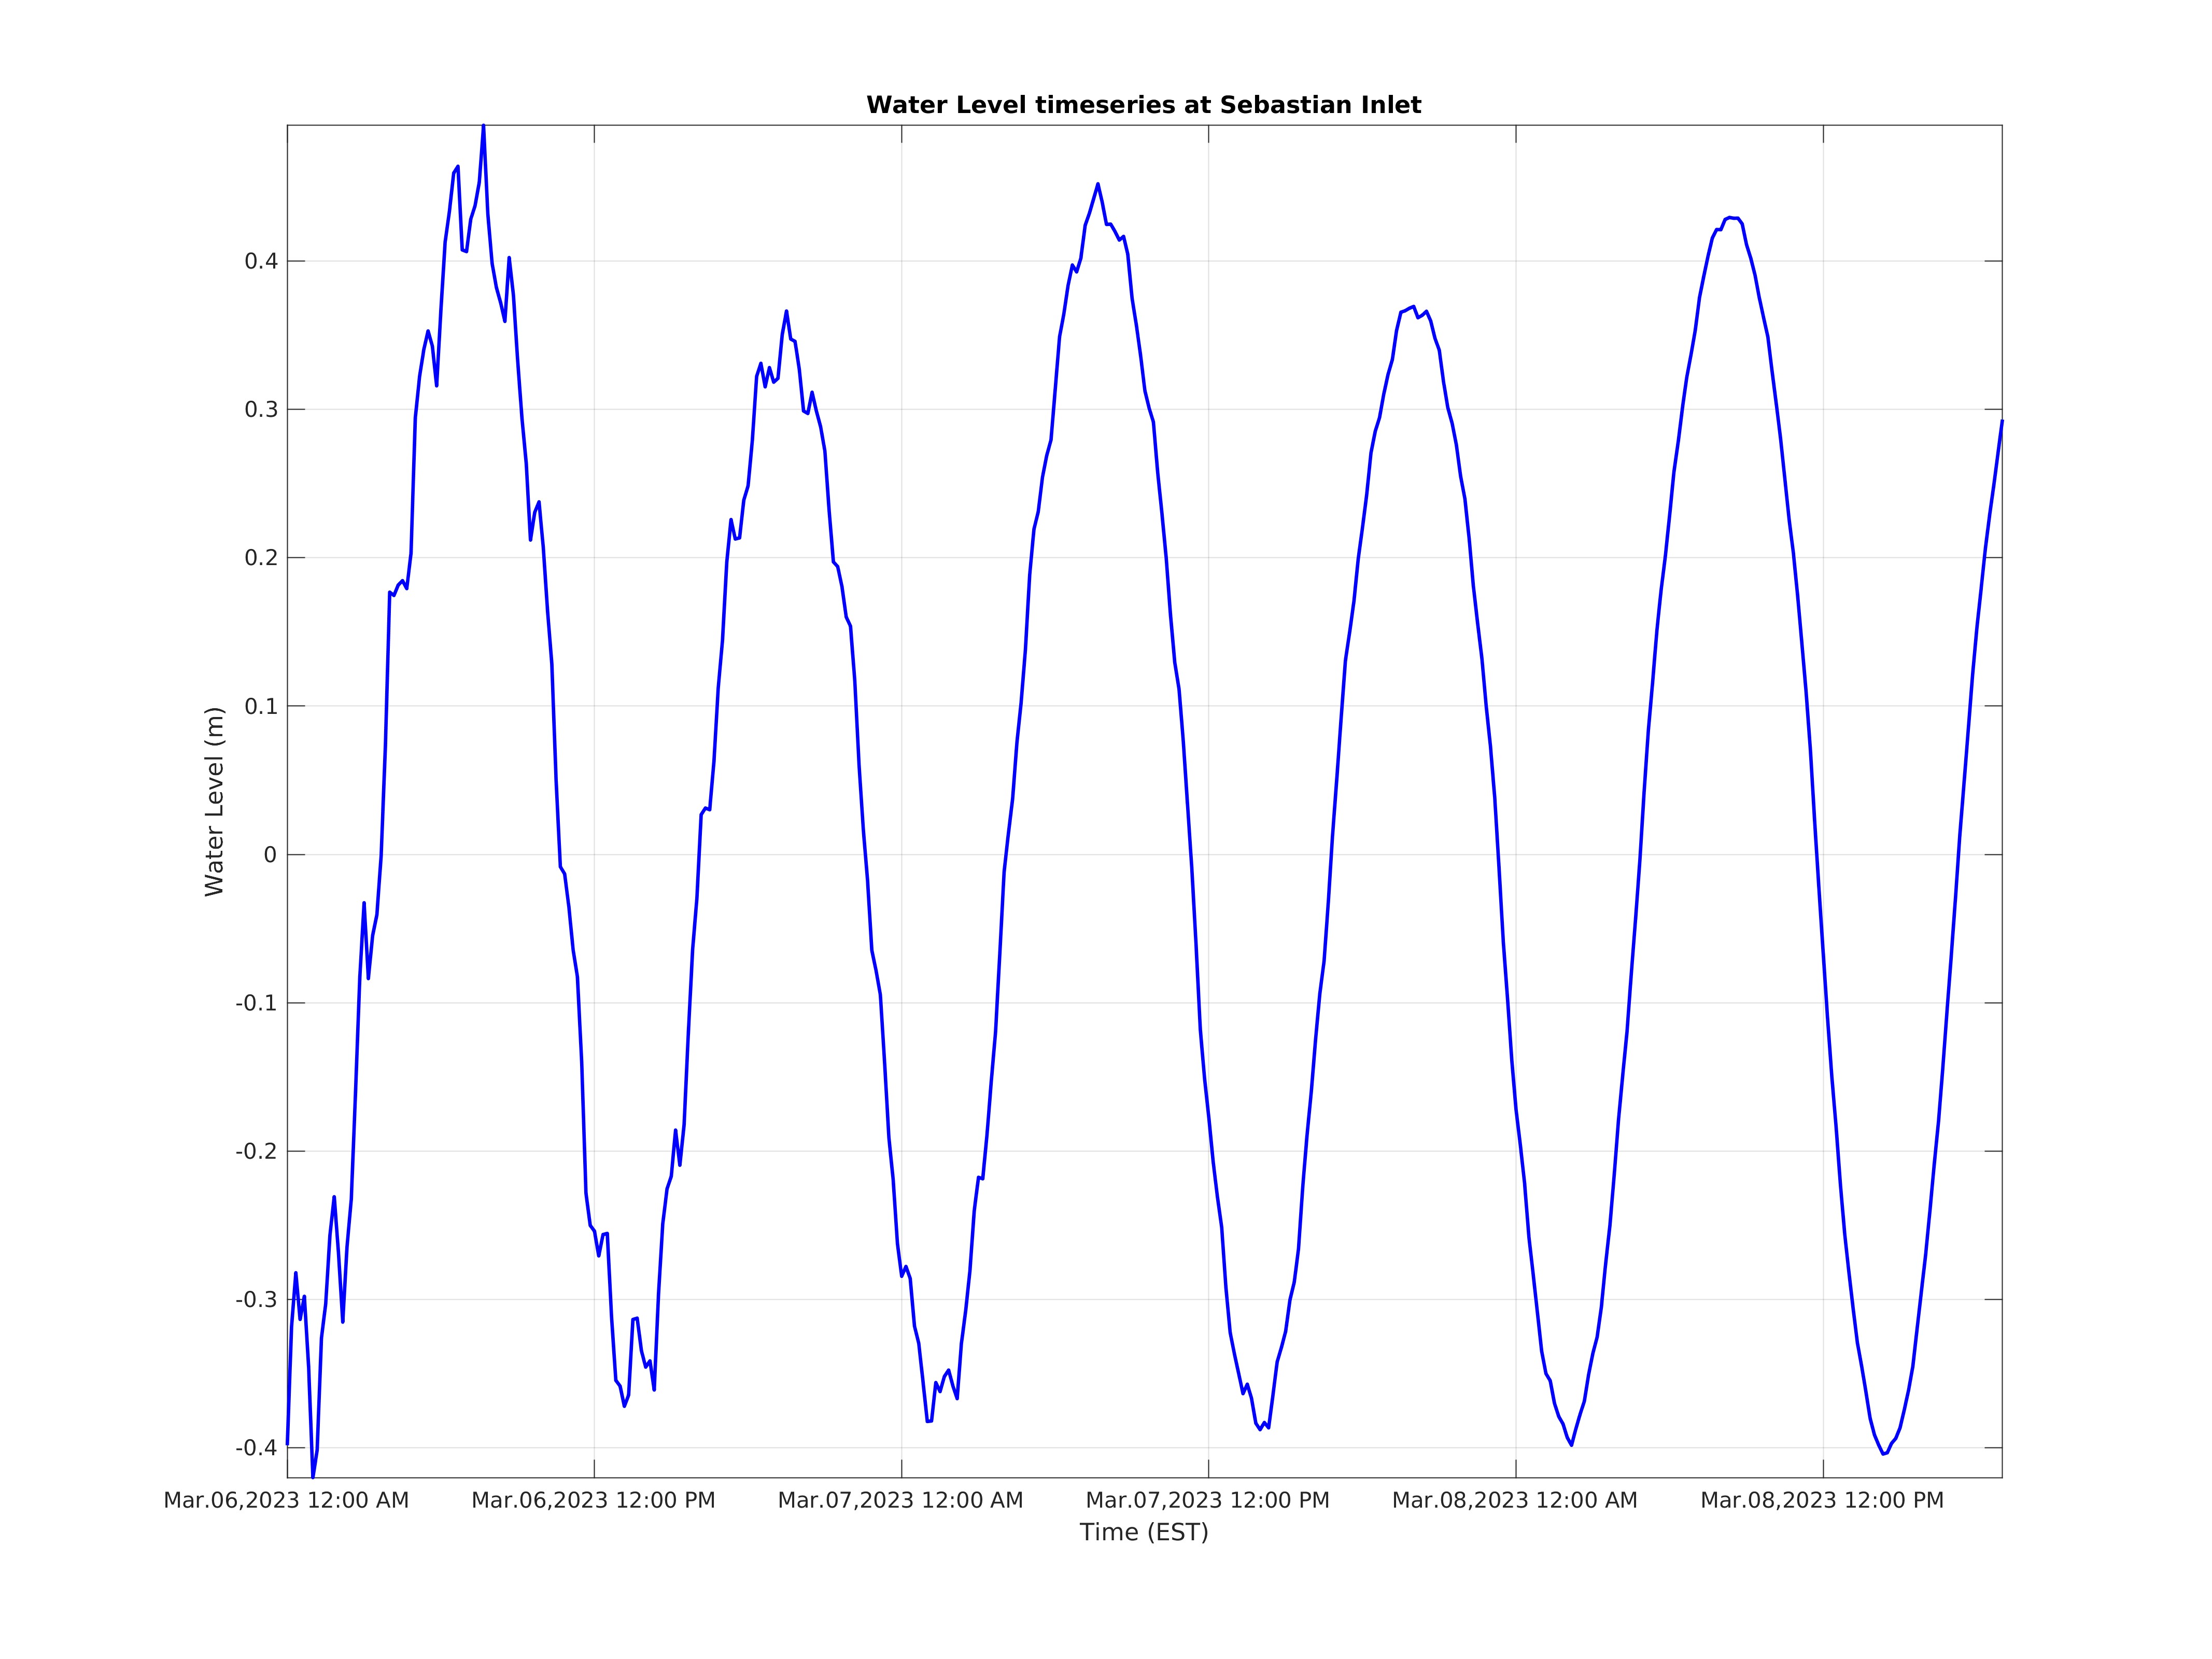 Water Level timeseries at Sebastian Inlet
0.4
0.3
0.2
0.1
0
-0.1
-0.2
-0.3
-0.4
Water Level (m)
Mar.06,2023 12:00 AM Mar.06,2023 12:00 PM Mar.07,2023 12:00 AM Mar.07,2023 12:00 PM Mar.08,2023 12:00 AM Mar.08,2023 12:00 PM
Time (EST)